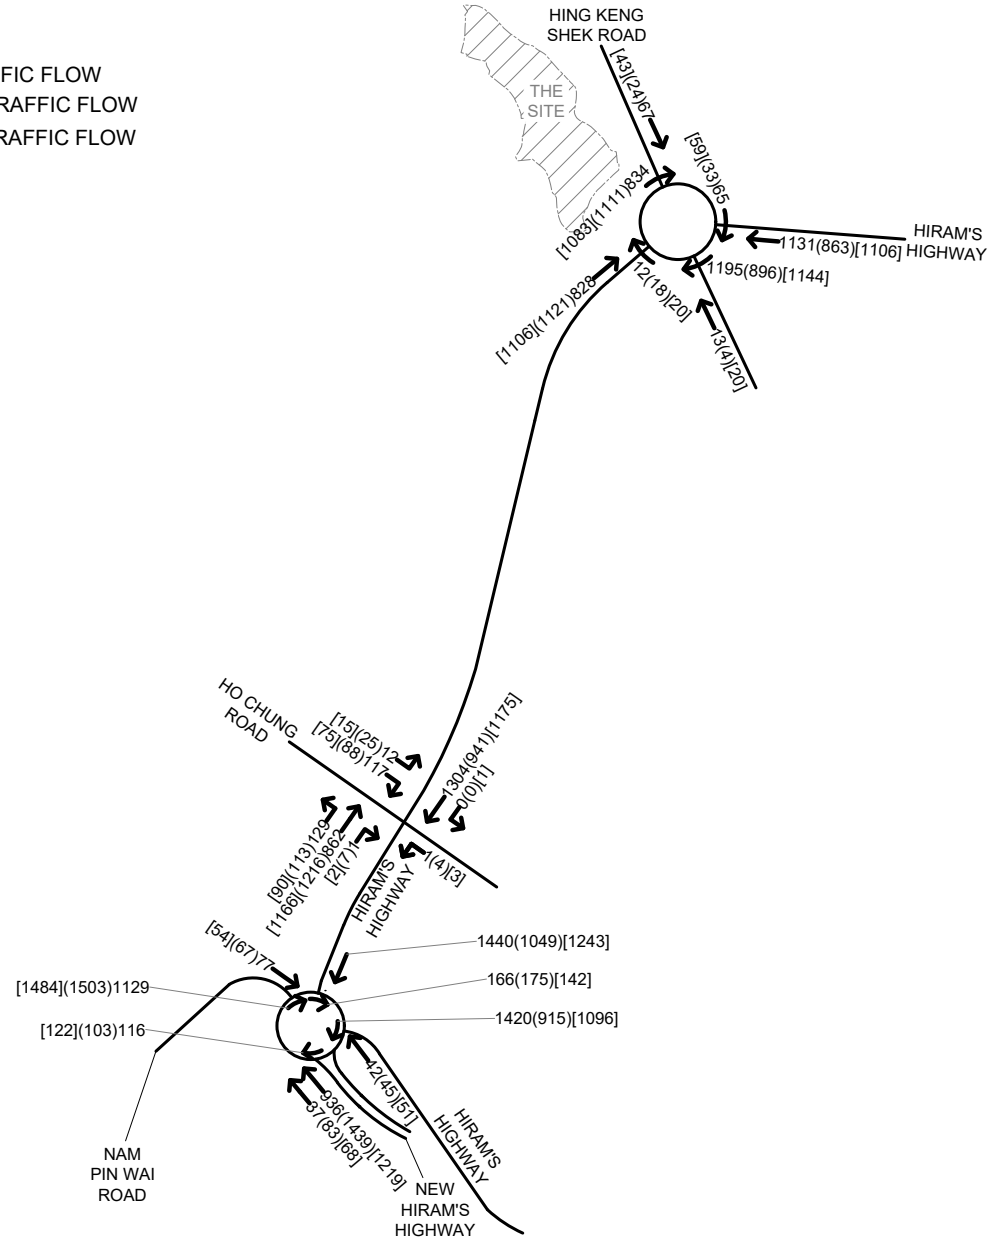 HING KENG
SHEK ROAD
FIC FLOW
RAFFIC FLOW
RAFFIC FLOW
THE
SITE
[43](24)67
[59](33)65
[1083](1111)834
HIRAM'S
HIGHWAY
1131(863)[1106]
1195(896)[1144]
12(18)[20]
[1106](1121)828
13(4)[20]
HO CHUNG
ROAD
[15](25)12
[75](88)117
1304(941)[1175]
0(0)[1]
[90](113)129
[1166](1216)862
[2](7)1
1(4)[3]
HIRAM'S
HIGHWAY
[54](67)77
1440(1049)[1243]
[1484](1503)1129
166(175)[142]
[122](103)116
1420(915)[1096]
42(45)[51]
936(1439)[1219]
37(83)[68]
HIRAM'S
HIGHWAY
NAM
PIN WAI
ROAD
NEW
HIRAM'S
HIGHWAY